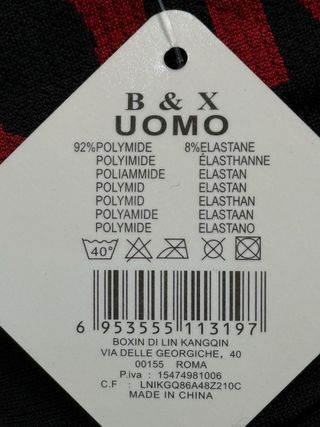 B & X
UOMO
92%POLYMIDE 8%ELASTANE
POLYIMIDE ÉLASTHANNE
POLIAMMIDE ELASTAN
POLYMID ELASTAN
POLYMID ELASTHAN
POLYAMIDE ELASTAAN
POLYMIDE ELASTANO
40°
6 953555 113197
BOXIN DI LIN KANGQIN
VIA DELLE GEORGICHE, 40
00155 ROMA
P.iva : 15474981006
C.F : LNIKGQ86A48Z210C
MADE IN CHINA